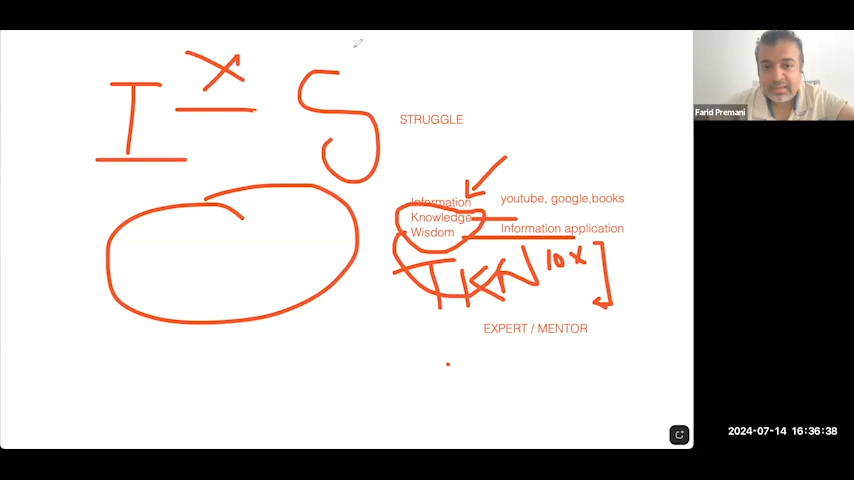 I X S
STRUGGLE
Information youtube, google,books
Knowledge
Wisdom Information application
IKW 10x
EXPERT / MENTOR
Farid Premani
2024-07-14 16:36:38